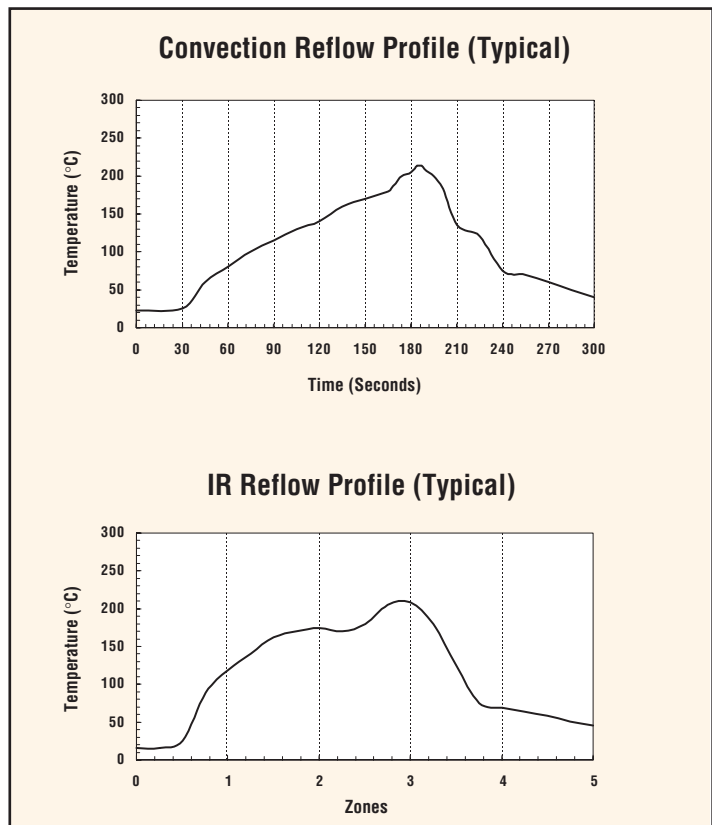 Convection Reflow Profile (Typical)
300
250
200
150
100
50
0
Temperature (°C)
0 30 60 90 120 150 180 210 240 270 300
Time (Seconds)
IR Reflow Profile (Typical)
300
250
200
150
100
50
0
Temperature (°C)
0 1 2 3 4 5
Zones